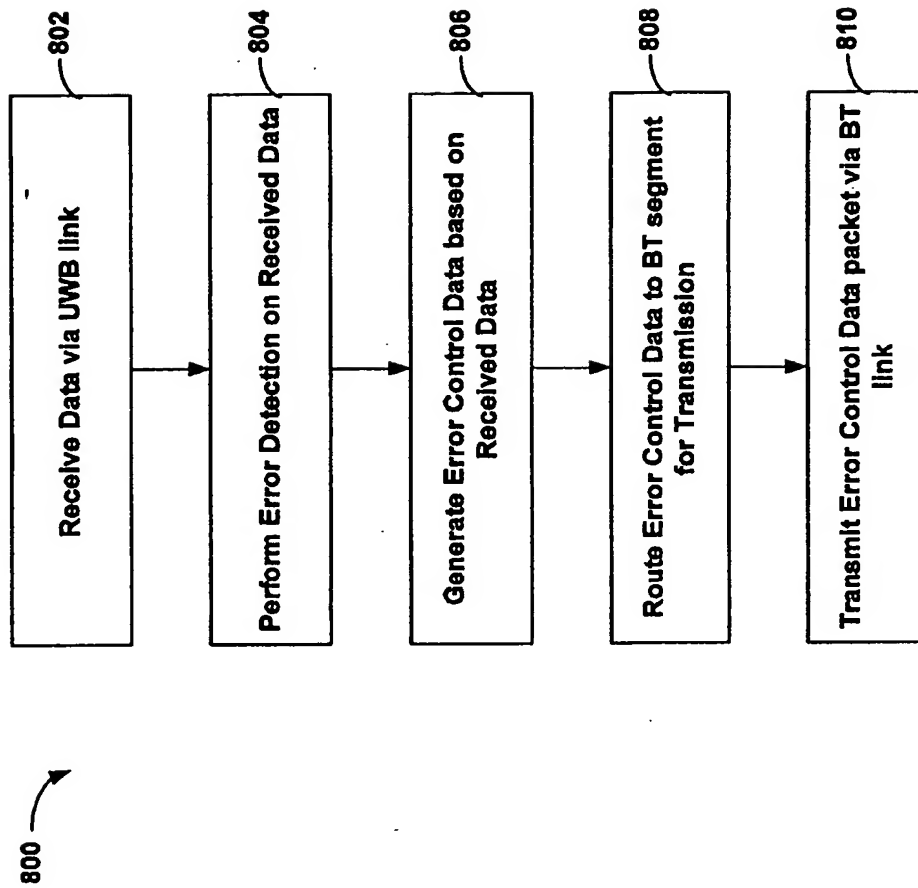 800
Receive Data via UWB link
802
Perform Error Detection on Received Data
804
Generate Error Control Data based on
Received Data
806
Route Error Control Data to BT segment
for Transmission
808
Transmit Error Control Data packet via BT
link
810